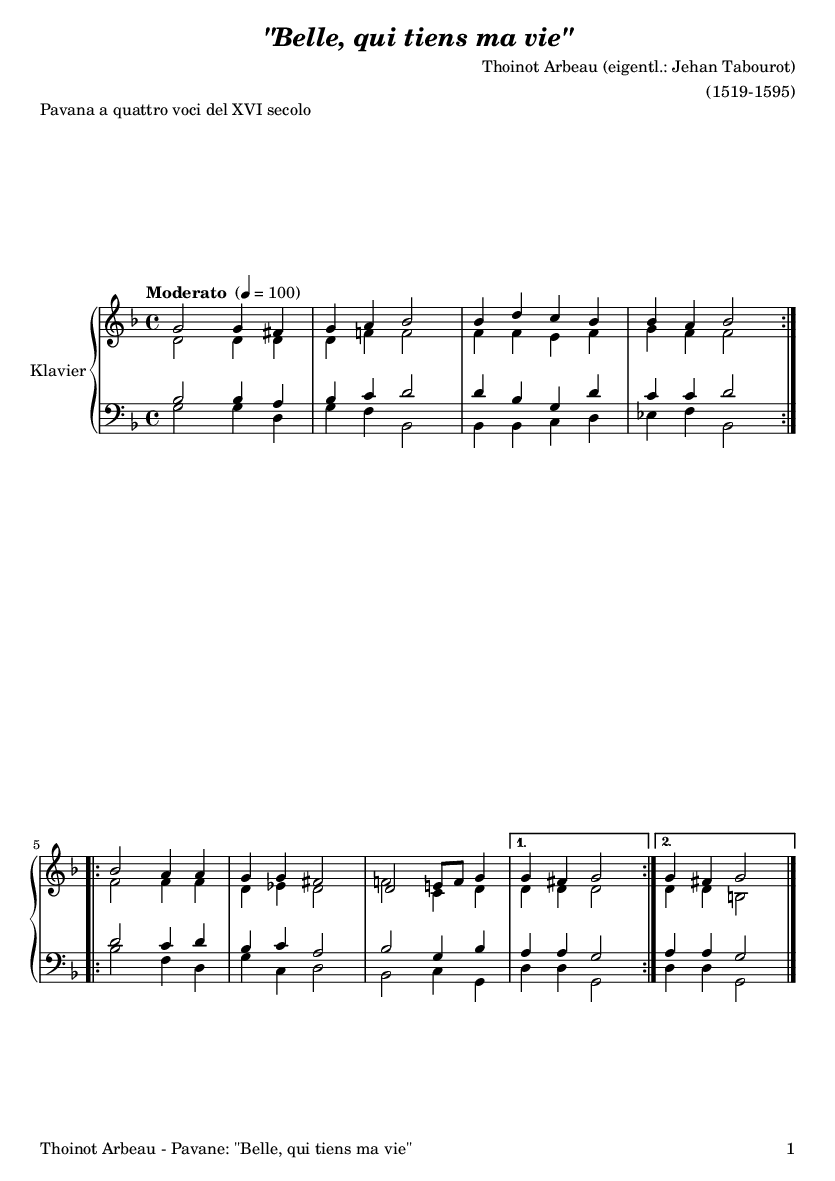 "Belle, qui tiens ma vie"
Thoinot Arbeau (eigentl.: Jehan Tabourot)
(1519-1595)
Pavana a quattro voci del XVI secolo
Moderato (♩ = 100)
Klavier
5
1.
2.
Thoinot Arbeau - Pavane: "Belle, qui tiens ma vie"
1